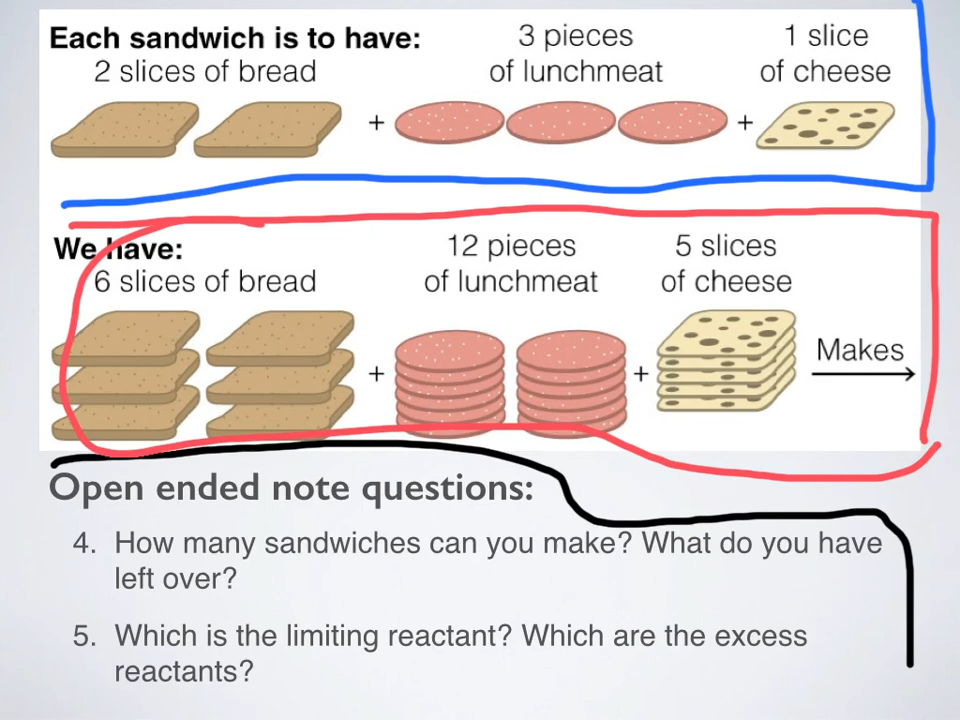 Each sandwich is to have:
2 slices of bread
+
3 pieces
of lunchmeat
+
1 slice
of cheese
We have:
6 slices of bread
+
12 pieces
of lunchmeat
+
5 slices
of cheese
Makes
Open ended note questions:
4. How many sandwiches can you make? What do you have
left over?
5. Which is the limiting reactant? Which are the excess
reactants?